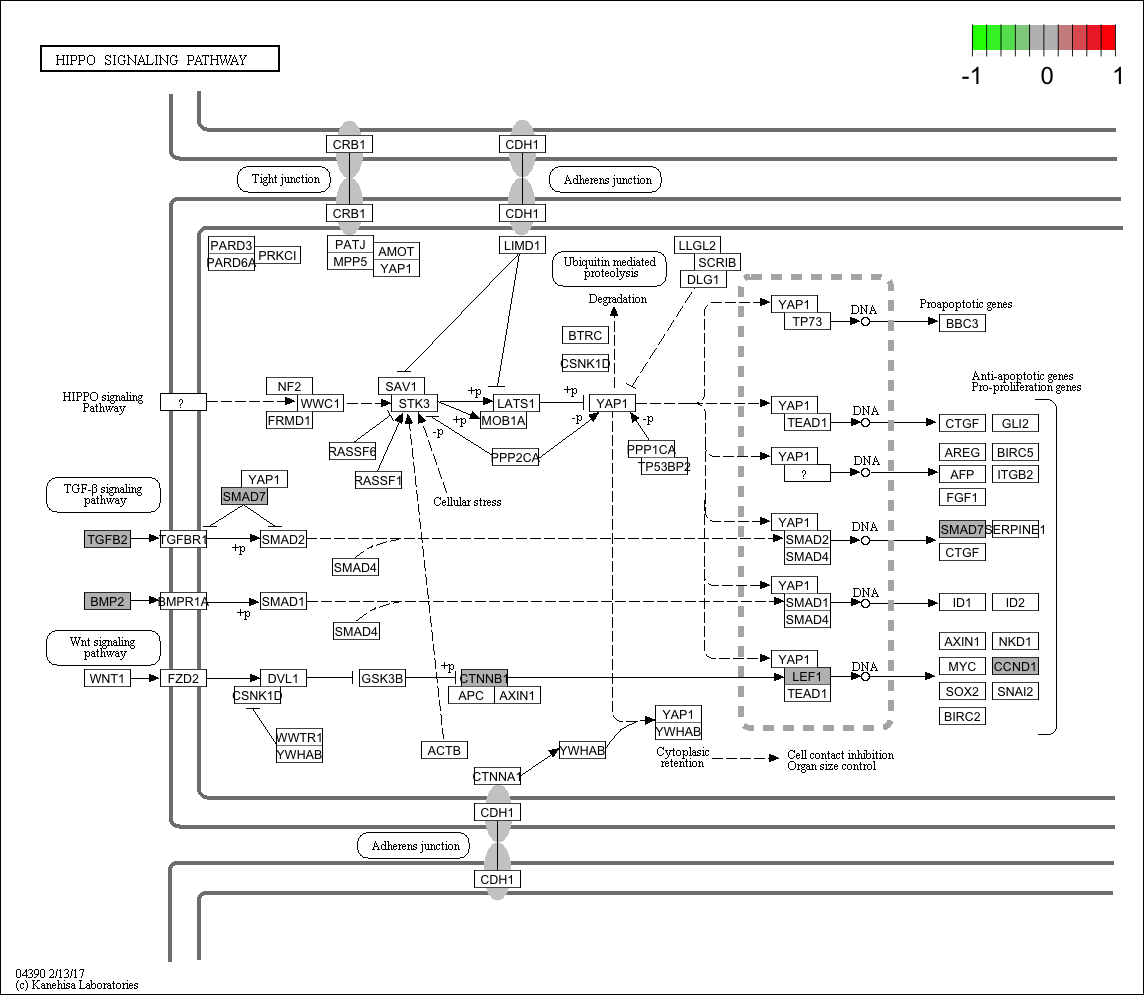 HIPPO SIGNALING PATHWAY
-1 0 1
CRB1
CDH1
Tight junction
Adherens junction
CRB1
CDH1
PARD3
PARD6A
PRKCI
PATJ
MPP5
AMOT
YAP1
LIMD1
LLGL2
SCRIB
DLG1
Ubiquitin mediated
proteolysis
Degradation
BTRC
CSNK1D
YAP1
TP73
DNA
Proapoptotic genes
BBC3
Anti-apoptotic genes
Pro-proliferation genes
HIPPO signaling
Pathway
?
NF2
WWC1
FRMD1
SAV1
STK3
+p
LATS1
MOB1A
+p
+p
YAP1
-p
-p
-p
RASSF6
RASSF1
PPP2CA
PPP1CA
TP53BP2
Cellular stress
YAP1
TEAD1
DNA
CTGF
GLI2
YAP1
?
DNA
AREG
BIRC5
AFP
ITGB2
FGF1
TGF-β signaling
pathway
YAP1
SMAD7
TGFB2
TGFBR1
+p
SMAD2
SMAD4
YAP1
SMAD2
SMAD4
DNA
SMAD7
SERPINE1
CTGF
BMP2
BMPR1A
+p
SMAD1
SMAD4
YAP1
SMAD1
SMAD4
DNA
ID1
ID2
Wnt signaling
pathway
WNT1
FZD2
DVL1
CSNK1D
GSK3B
+p
CTNNB1
APC
AXIN1
YAP1
LEF1
TEAD1
DNA
AXIN1
NKD1
MYC
CCND1
SOX2
SNAI2
BIRC2
WWTR1
YWHAB
ACTB
CTNNA1
YWHAB
YAP1
YWHAB
Cytoplasic
retention
Cell contact inhibition
Organ size control
CDH1
Adherens junction
CDH1
04390 2/13/17
(c) Kanehisa Laboratories